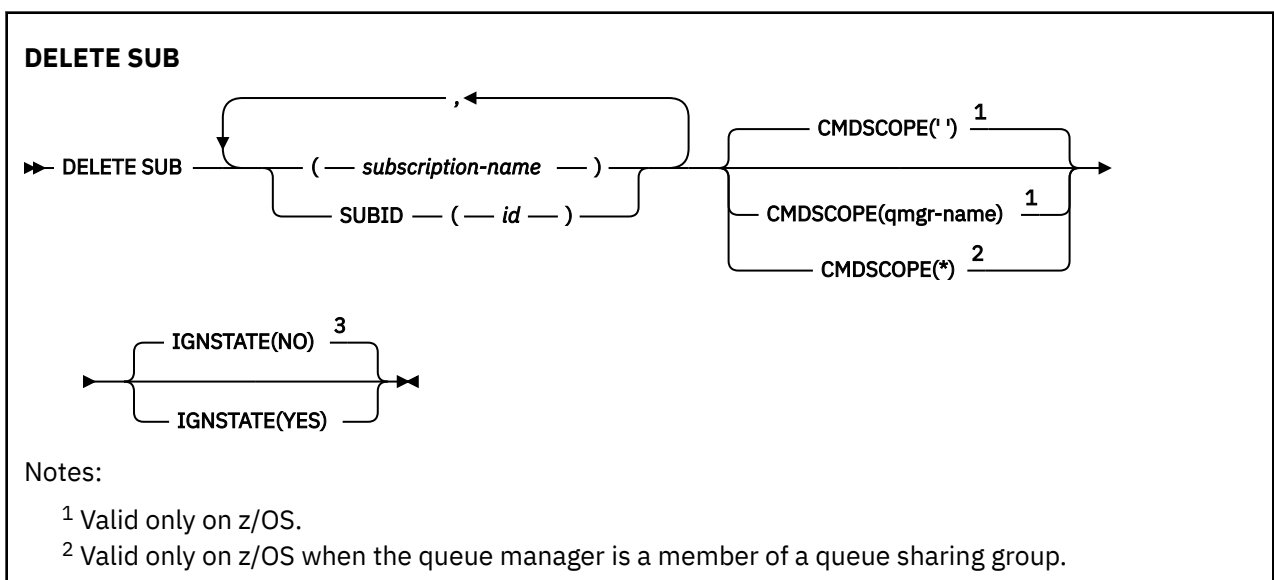 DELETE SUB
,
DELETE SUB ( subscription-name ) CMDSCOPE(' ') 1
SUBID ( id ) CMDSCOPE(qmgr-name) 1
CMDSCOPE(*) 2
IGNSTATE(NO) 3
IGNSTATE(YES)
Notes:
1 Valid only on z/OS.
2 Valid only on z/OS when the queue manager is a member of a queue sharing group.